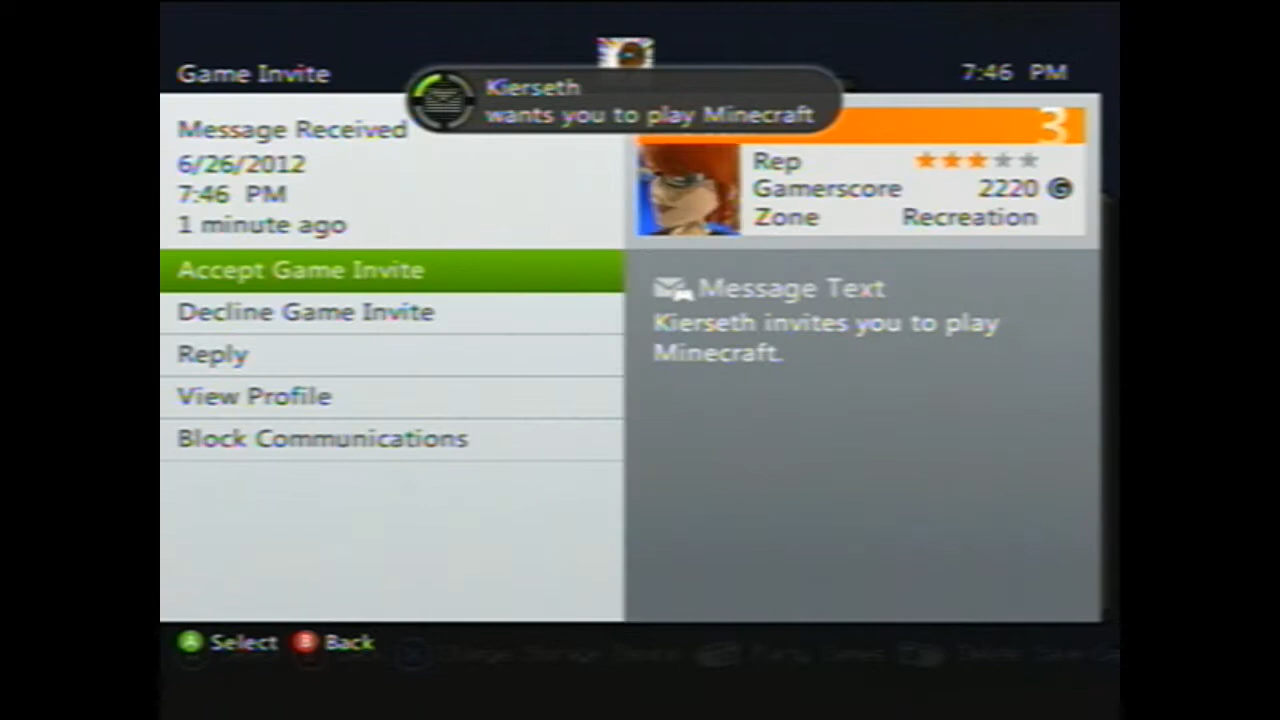 Game Invite
Kierseth
wants you to play Minecraft
7:46 PM
Message Received
6/26/2012
7:46 PM
1 minute ago
3
Rep
Gamerscore 2220 G
Zone Recreation
Accept Game Invite
Decline Game Invite
Reply
View Profile
Block Communications
Message Text
Kierseth invites you to play
Minecraft.
A Select B Back